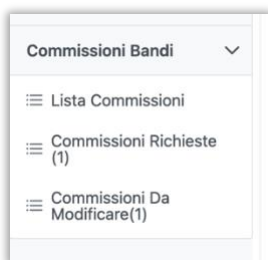 Commissioni Bandi
Lista Commissioni
Commissioni Richieste
(1)
Commissioni Da
Modificare(1)